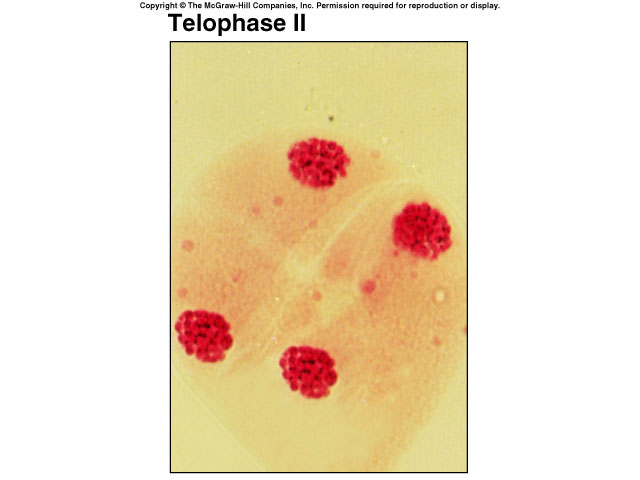 Copyright © The McGraw-Hill Companies, Inc. Permission required for reproduction or display.
Telophase II